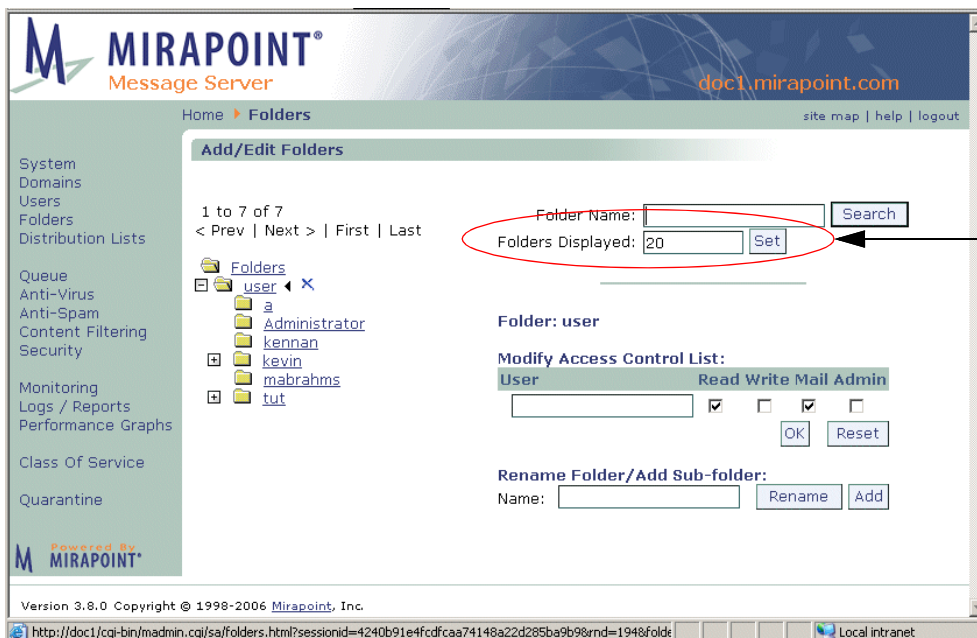 MIRAPOINT®
Message Server
doc1.mirapoint.com
Home Folders
site map | help | logout
System
Domains
Users
Folders
Distribution Lists
Queue
Anti-Virus
Anti-Spam
Content Filtering
Security
Monitoring
Logs / Reports
Performance Graphs
Class Of Service
Quarantine
Powered By
MIRAPOINT®
Add/Edit Folders
1 to 7 of 7
< Prev | Next > | First | Last
Folders
user
a
Administrator
kennan
kevin
mabrahms
tut
Folder Name: Search
Folders Displayed: 20 Set
Folder: user
Modify Access Control List:
User Read Write Mail Admin
OK Reset
Rename Folder/Add Sub-folder:
Name: Rename Add
Version 3.8.0 Copyright © 1998-2006 Mirapoint, Inc.
http://doc1/cgi-bin/madmin.cgi/sa/folders.html?sessionid=4240b91e4fcdfcaa74148a22d285ba9b9&rnd=194&folde
Local intranet